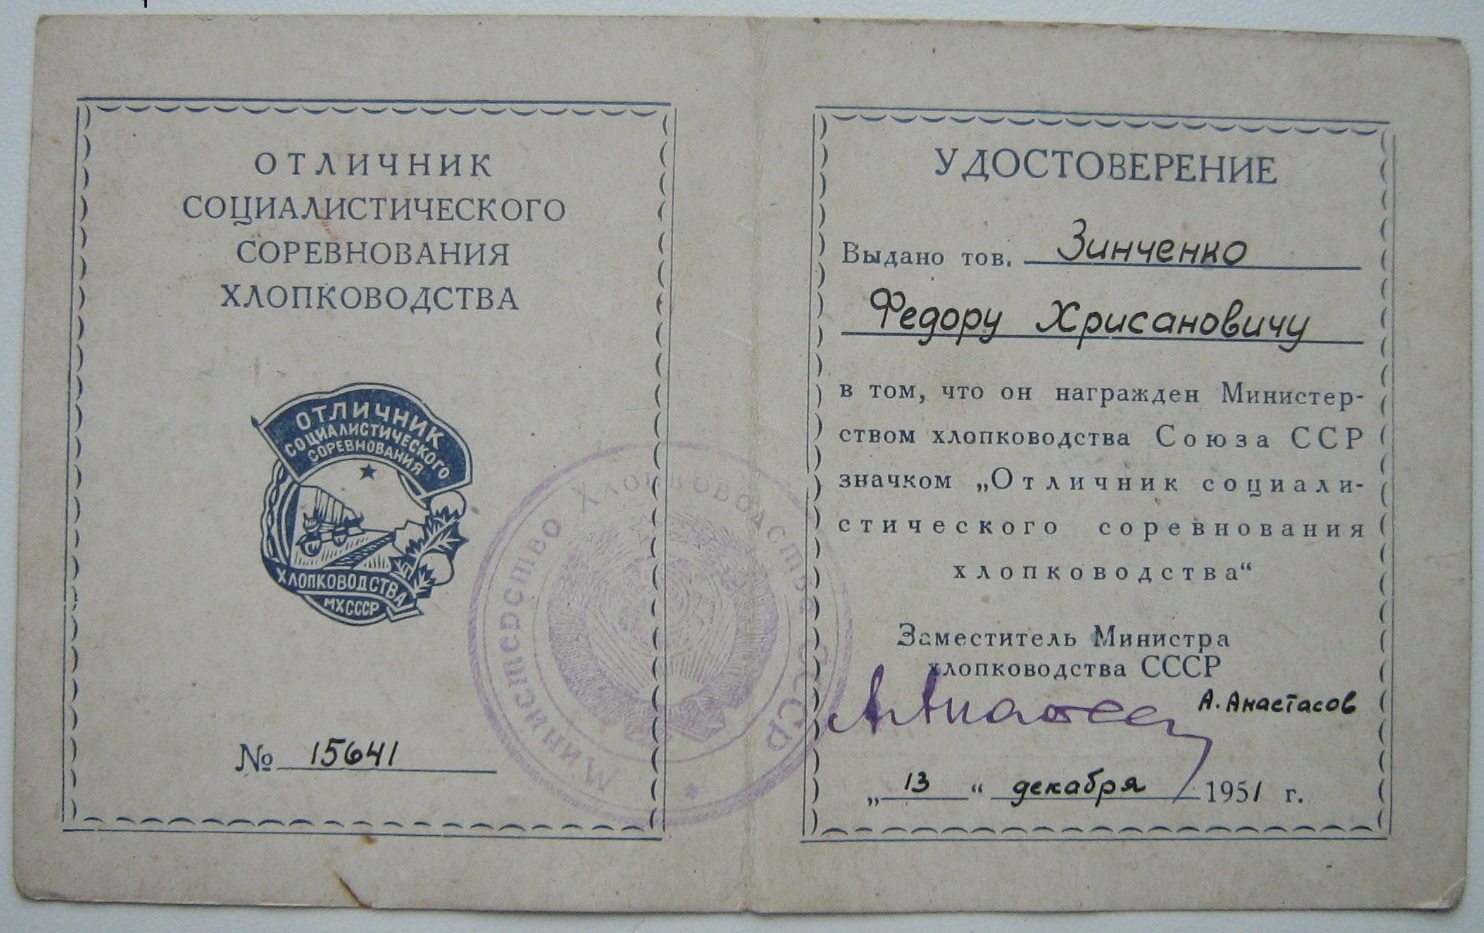 ОТЛИЧНИК
СОЦИАЛИСТИЧЕСКОГО
СОРЕВНОВАНИЯ
ХЛОПКОВОДСТВА
ОТЛИЧНИК
СОЦИАЛИСТИЧЕСКОГО
СОРЕВНОВАНИЯ
ХЛОПКОВОДСТВА
МХСССР
№ 15641
Министерство Хлопководства СССР
УДОСТОВЕРЕНИЕ
Выдано тов. Зинченко
Федору Хрисановичу
в том, что он награжден Министер-
ством хлопководства Союза ССР
значком „Отличник социали-
стического соревнования
хлопководства“
Заместитель Министра
хлопководства СССР
А. Анастасов
„13“ декабря 1951 г.